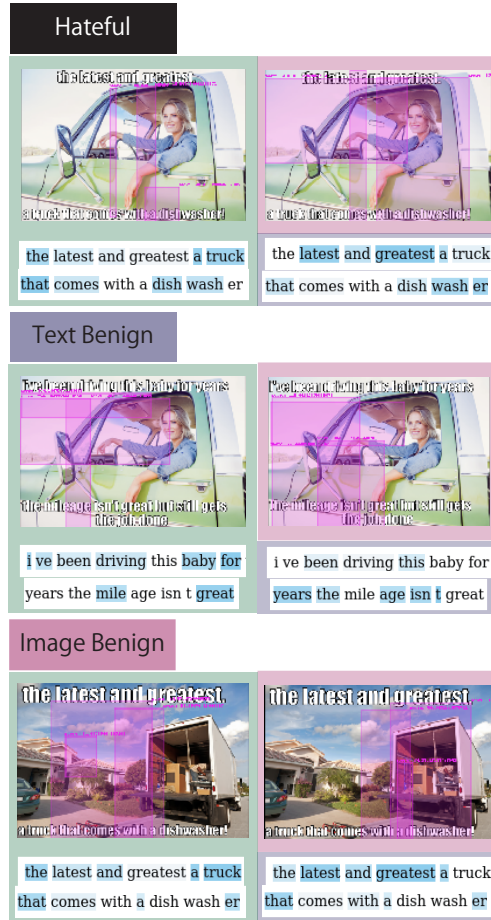 Hateful
the latest and greatest.
a truck that comes with a dishwasher!
the latest and greatest a truck
that comes with a dish wash er
the latest and greatest.
a truck that comes with a dishwasher!
the latest and greatest a truck
that comes with a dish wash er
Text Benign
I've been driving this baby for years
the mileage isn't great but still gets
the job done
i ve been driving this baby for
years the mile age isn t great
I've been driving this baby for years
the mileage isn't great but still gets
the job done
i ve been driving this baby for
years the mile age isn t great
Image Benign
the latest and greatest.
a truck that comes with a dishwasher!
the latest and greatest a truck
that comes with a dish wash er
the latest and greatest.
a truck that comes with a dishwasher!
the latest and greatest a truck
that comes with a dish wash er